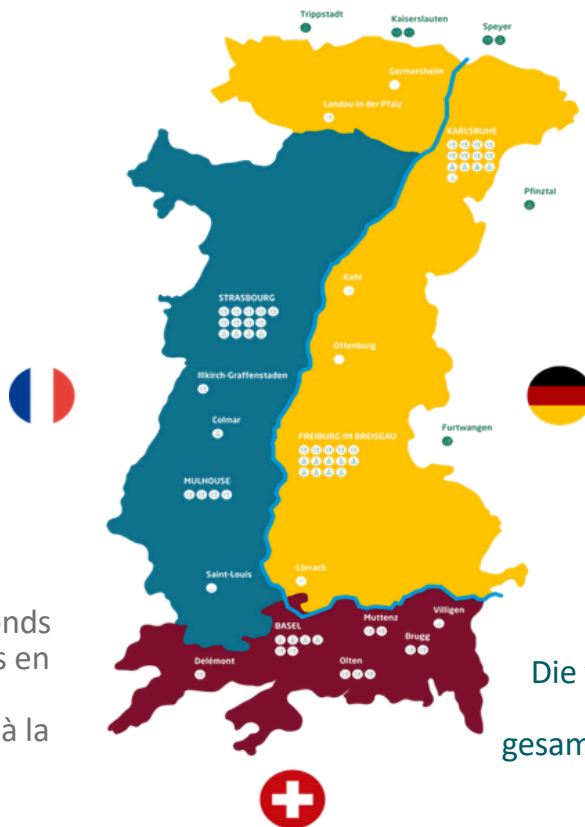 Trippstadt
Kaiserslauten
Speyer
Germersheim
Landau in der Pfalz
KARLSRUHE
Pfinztal
Kehl
STRASBOURG
Offenburg
Illkirch-Graffenstaden
Colmar
FREIBURG IM BREISGAU
Furtwangen
MULHOUSE
Saint-Louis
Lörrach
BASEL
Muttenz
Villigen
Brugg
Delémont
Olten
onds
s en
à la
Die
gesam